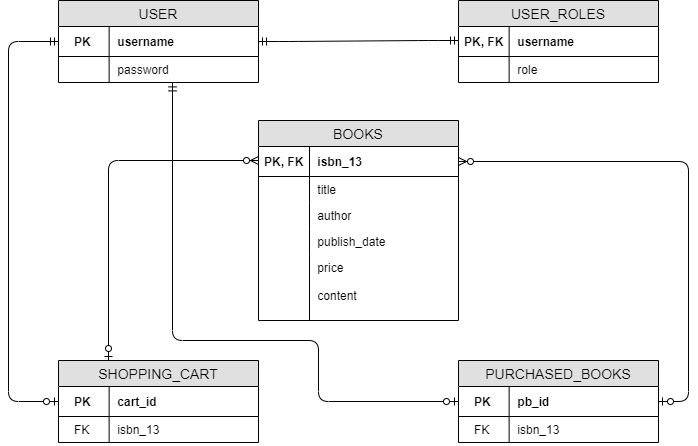 USER
PK username
password
USER_ROLES
PK, FK username
role
BOOKS
PK, FK isbn_13
title
author
publish_date
price
content
SHOPPING_CART
PK cart_id
FK isbn_13
PURCHASED_BOOKS
PK pb_id
FK isbn_13